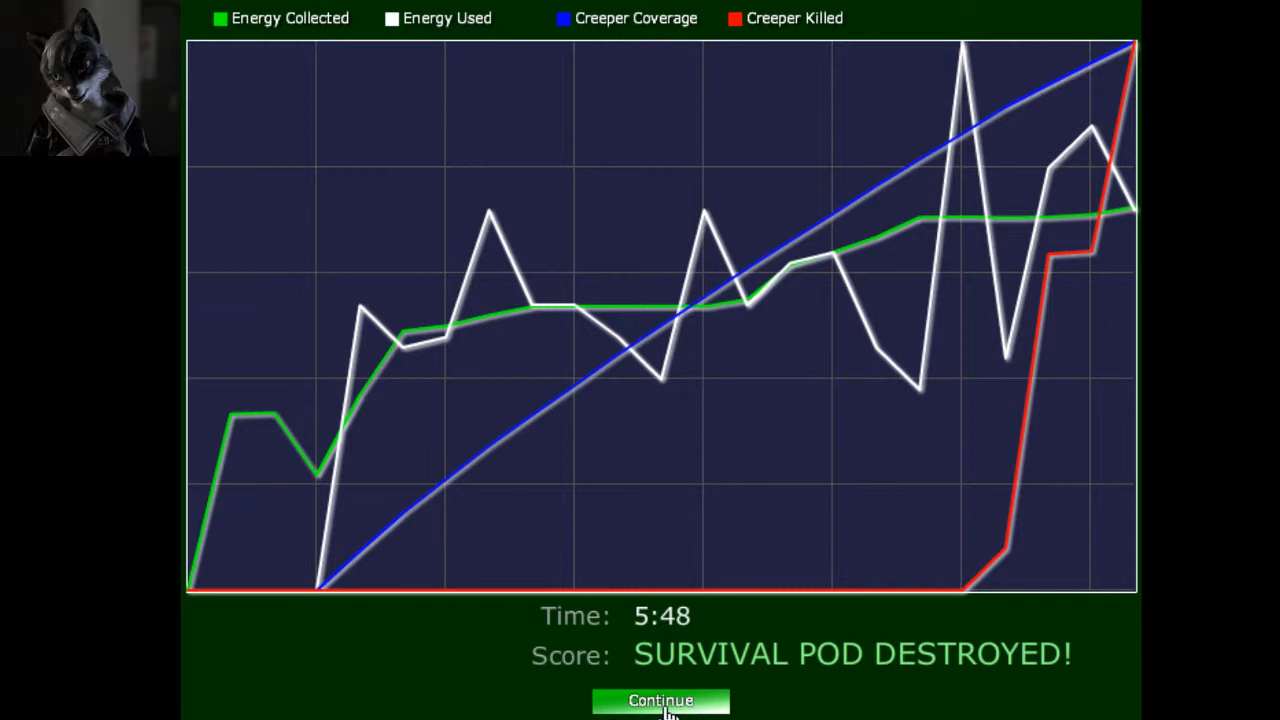 Energy Collected Energy Used Creeper Coverage Creeper Killed
Time: 5:48
Score: SURVIVAL POD DESTROYED!
Continue